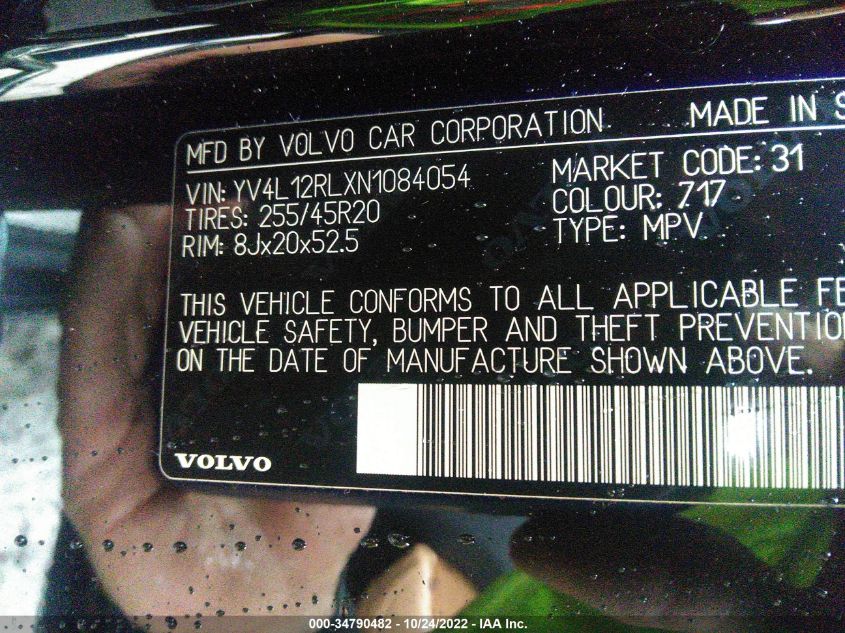 MFD BY VOLVO CAR CORPORATION MADE IN
VIN: YV4L12RLXN1084054 MARKET CODE: 31
TIRES: 255/45R20 COLOUR: 717
RIM: 8Jx20x52.5 TYPE: MPV
THIS VEHICLE CONFORMS TO ALL APPLICABLE
VEHICLE SAFETY, BUMPER AND THEFT PREVENTION
ON THE DATE OF MANUFACTURE SHOWN ABOVE.
VOLVO
000-34790482 - 10/24/2022 - IAA Inc.